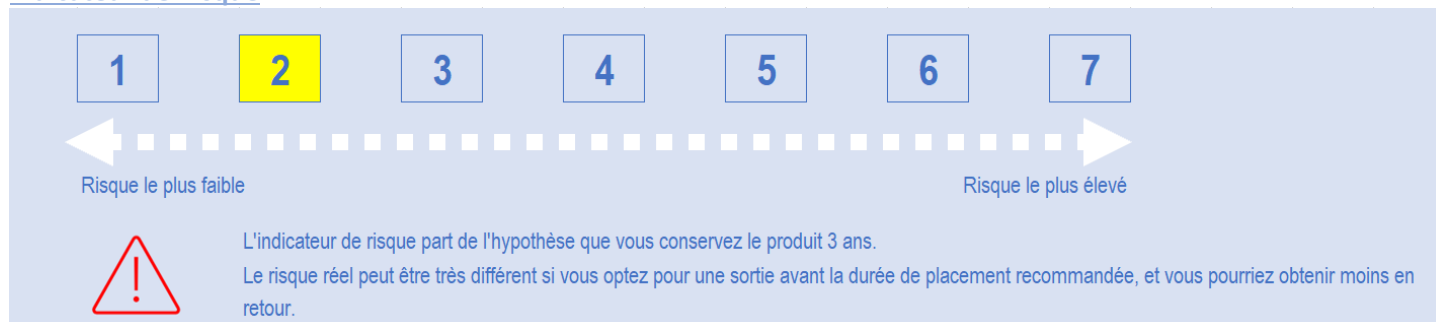 1 2 3 4 5 6 7
Risque le plus faible Risque le plus élevé
L'indicateur de risque part de l'hypothèse que vous conservez le produit 3 ans.
Le risque réel peut être très différent si vous optez pour une sortie avant la durée de placement recommandée, et vous pourriez obtenir moins en
retour.